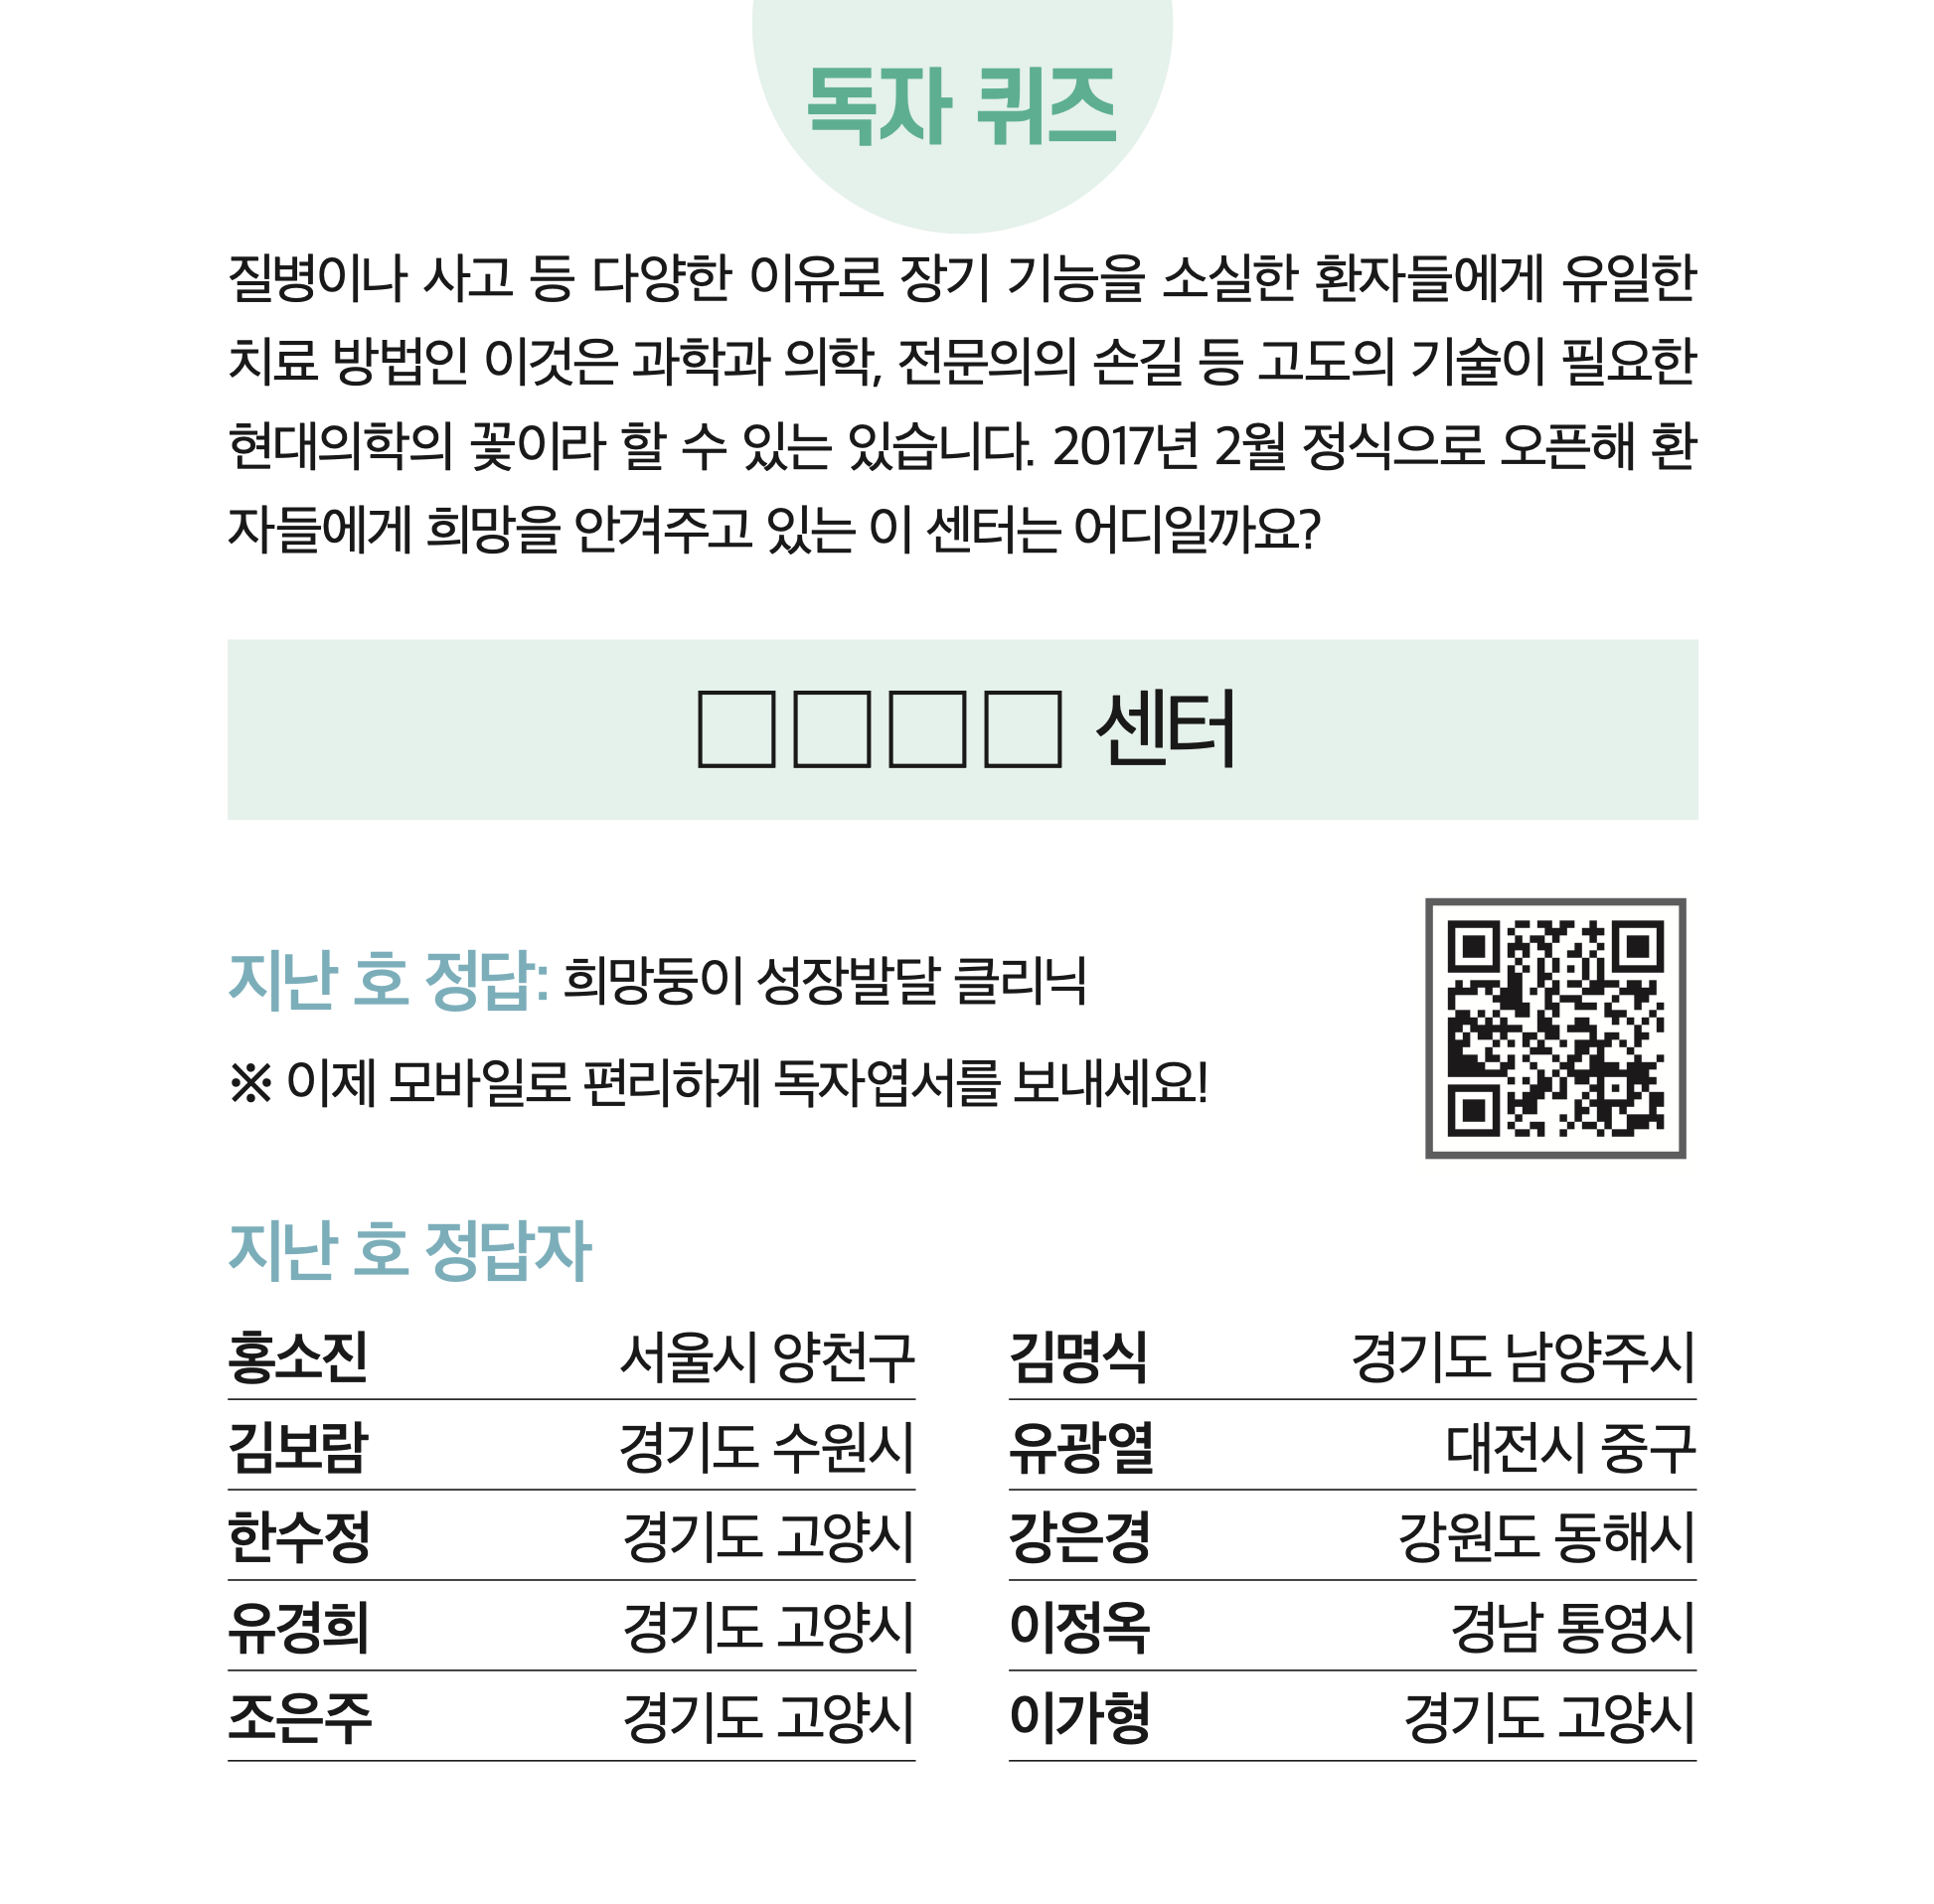 독자 퀴즈
질병이나 사고 등 다양한 이유로 장기 기능을 소실한 환자들에게 유일한
치료 방법인 이것은 과학과 의학, 전문의의 손길 등 고도의 기술이 필요한
현대의학의 꽃이라 할 수 있는 있습니다. 2017년 2월 정식으로 오픈해 환
자들에게 희망을 안겨주고 있는 이 센터는 어디일까요?
□□□□ 센터
지난 호 정답: 희망둥이 성장발달 클리닉
※ 이제 모바일로 편리하게 독자엽서를 보내세요!
지난 호 정답자
홍소진 서울시 양천구 김명식 경기도 남양주시
김보람 경기도 수원시 유광열 대전시 중구
한수정 경기도 고양시 강은경 강원도 동해시
유경희 경기도 고양시 이정옥 경남 통영시
조은주 경기도 고양시 이가형 경기도 고양시